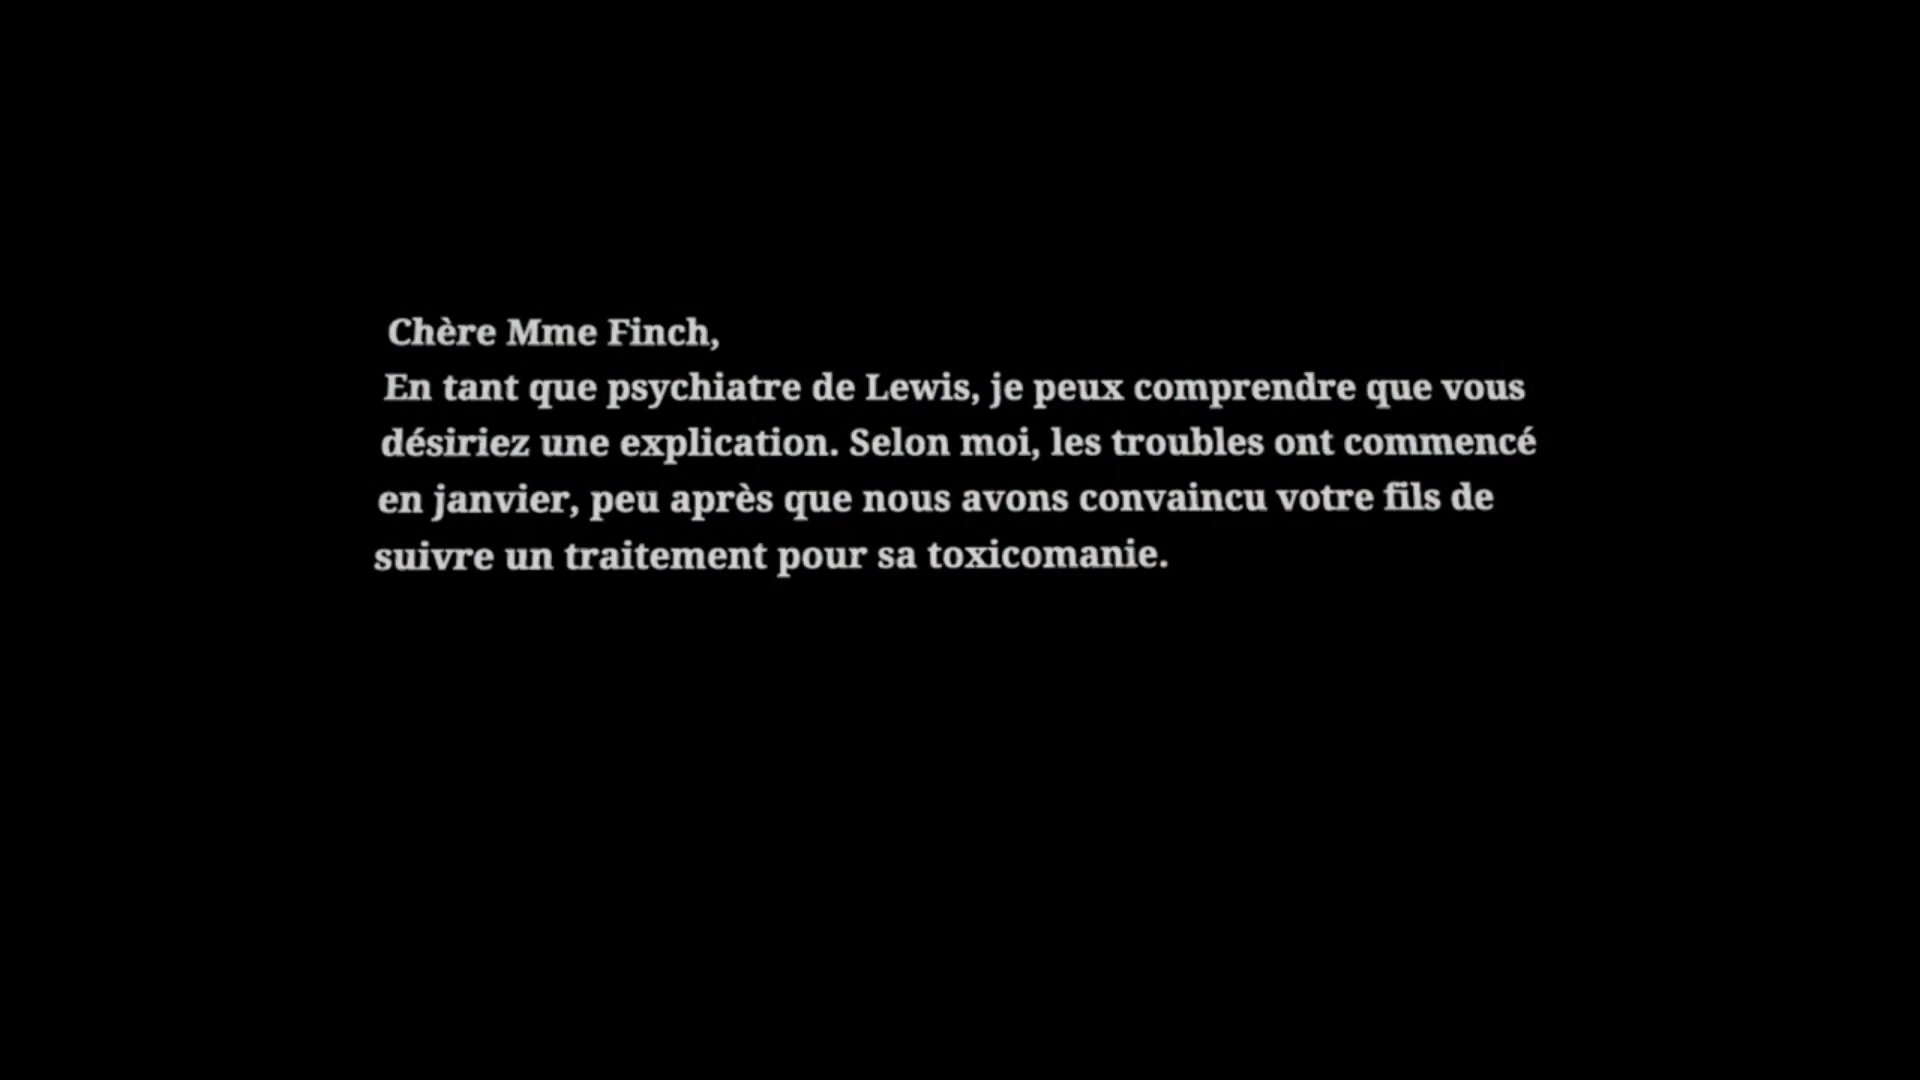 Chère Mme Finch,
En tant que psychiatre de Lewis, je peux comprendre que vous
désiriez une explication. Selon moi, les troubles ont commencé
en janvier, peu après que nous avons convaincu votre fils de
suivre un traitement pour sa toxicomanie.